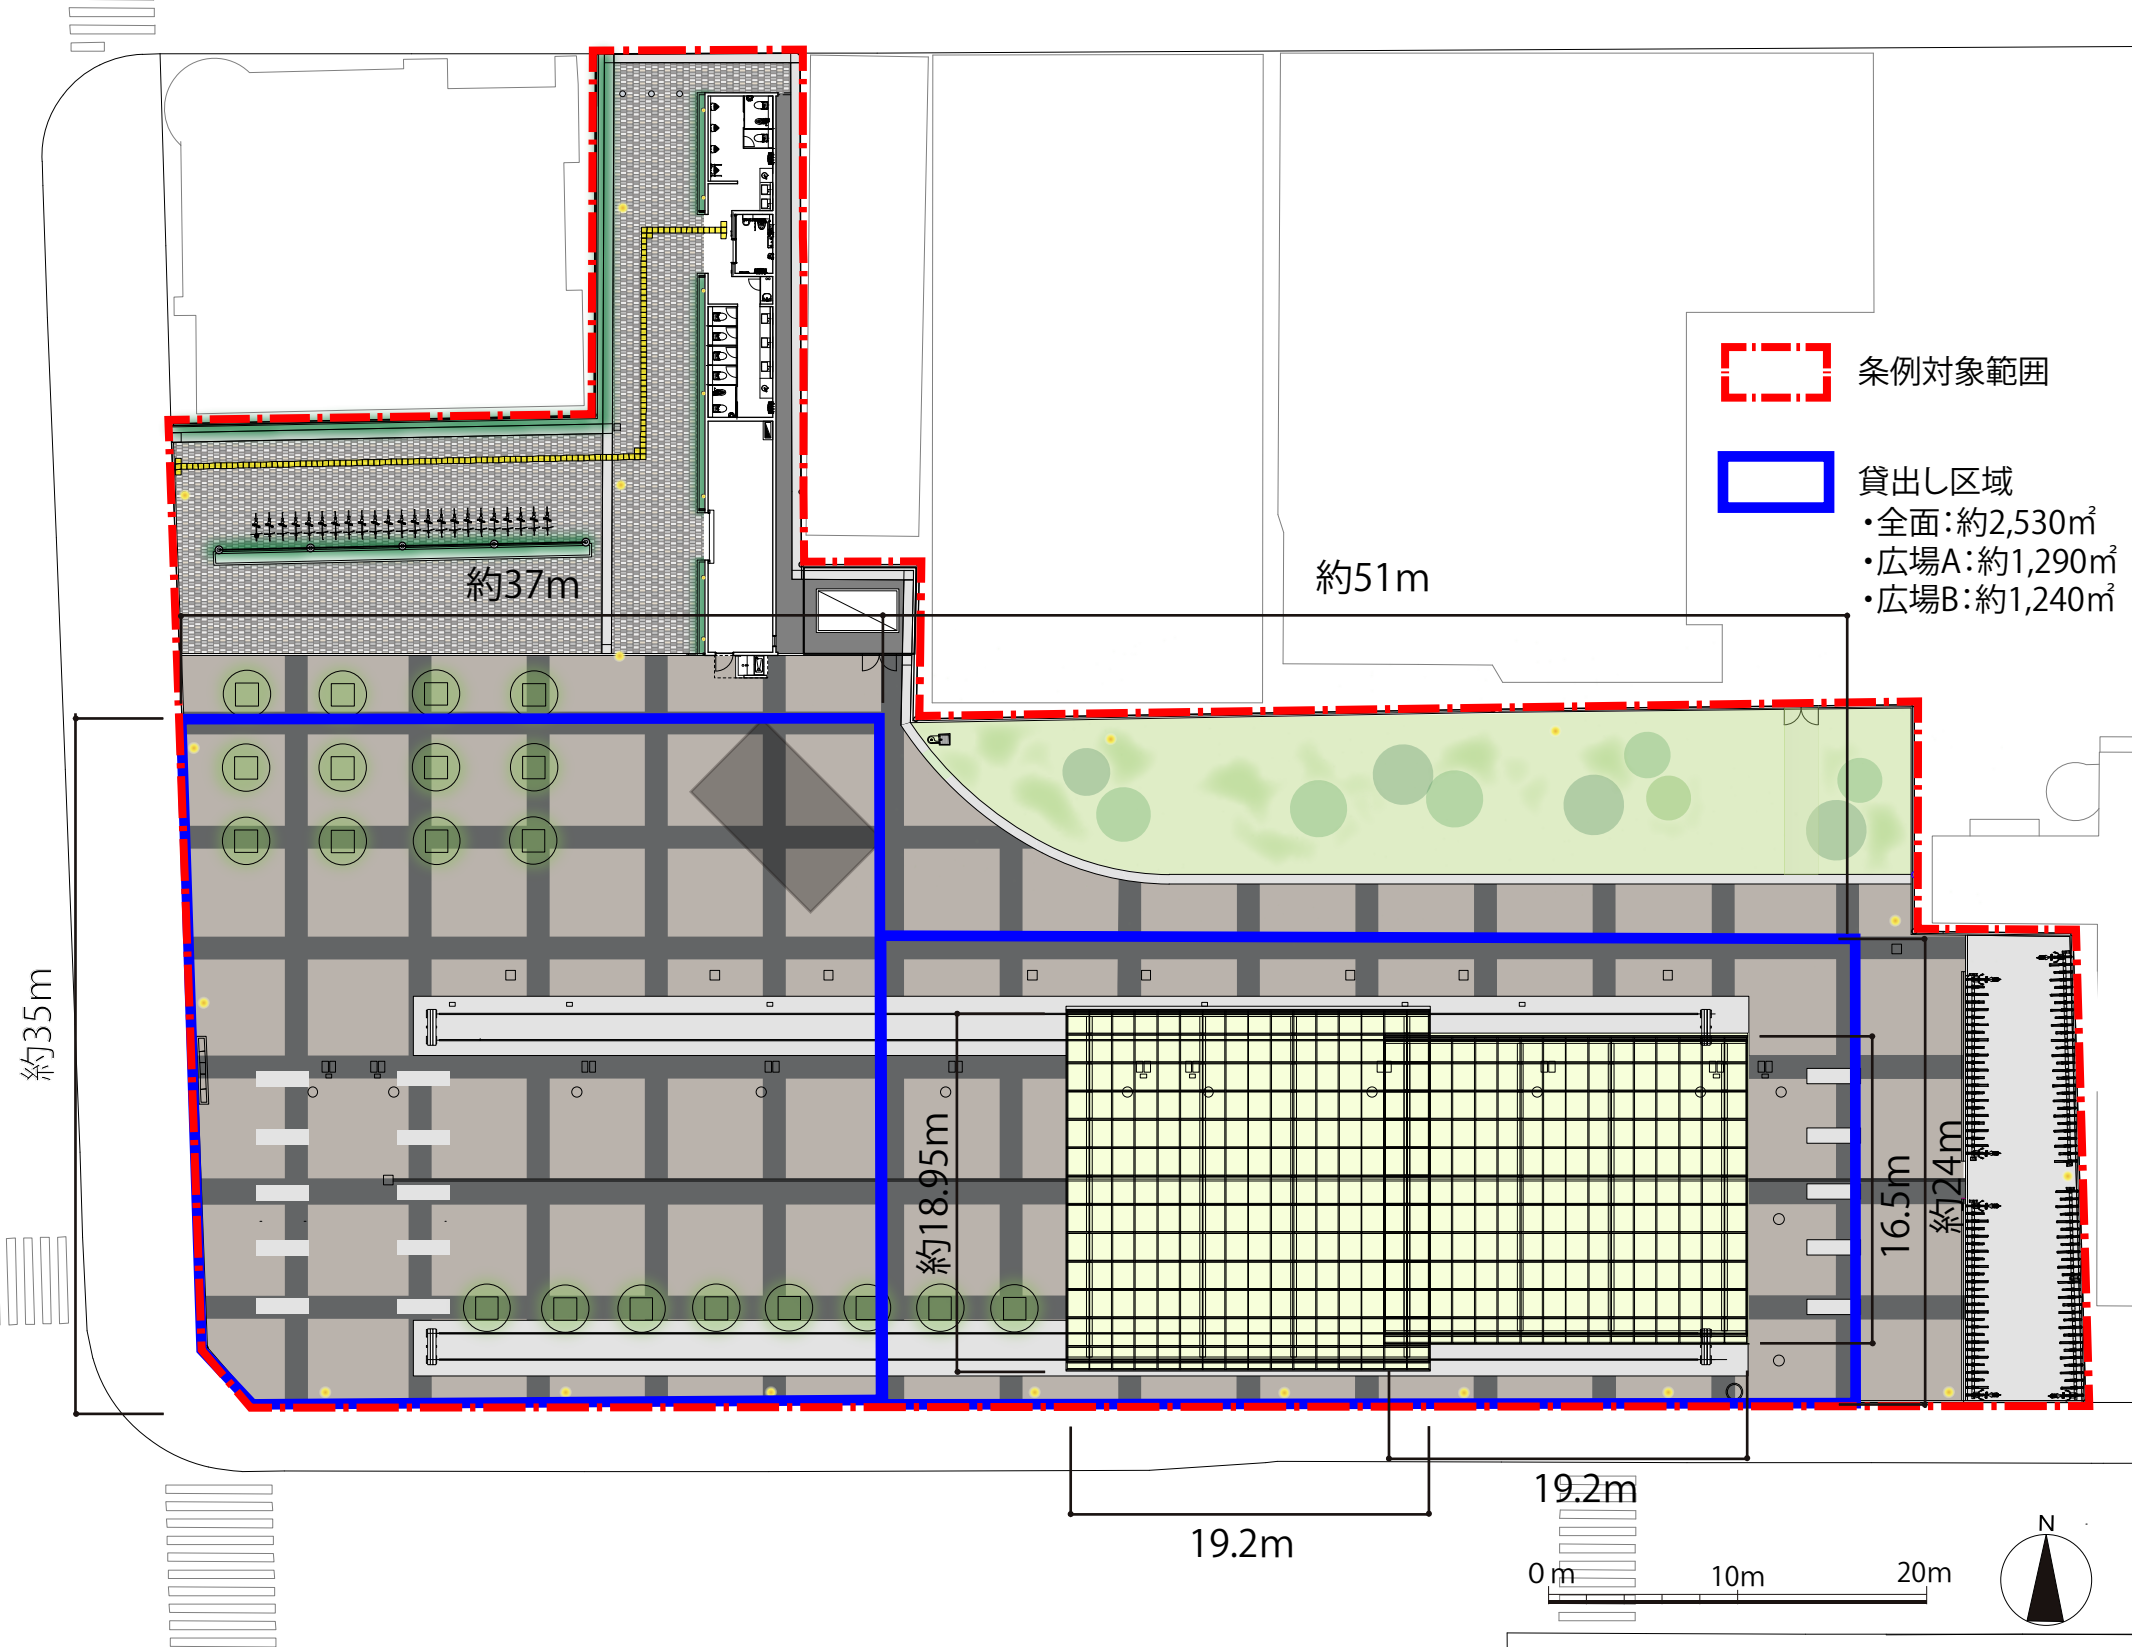 条例対象範囲
貸出し区域
・全面：約2,530㎡
・広場A：約1,290㎡
・広場B：約1,240㎡
約37m
約51m
約35m
約18.95m
16.5m
約24m
19.2m
19.2m
0 m
10m
20m
N